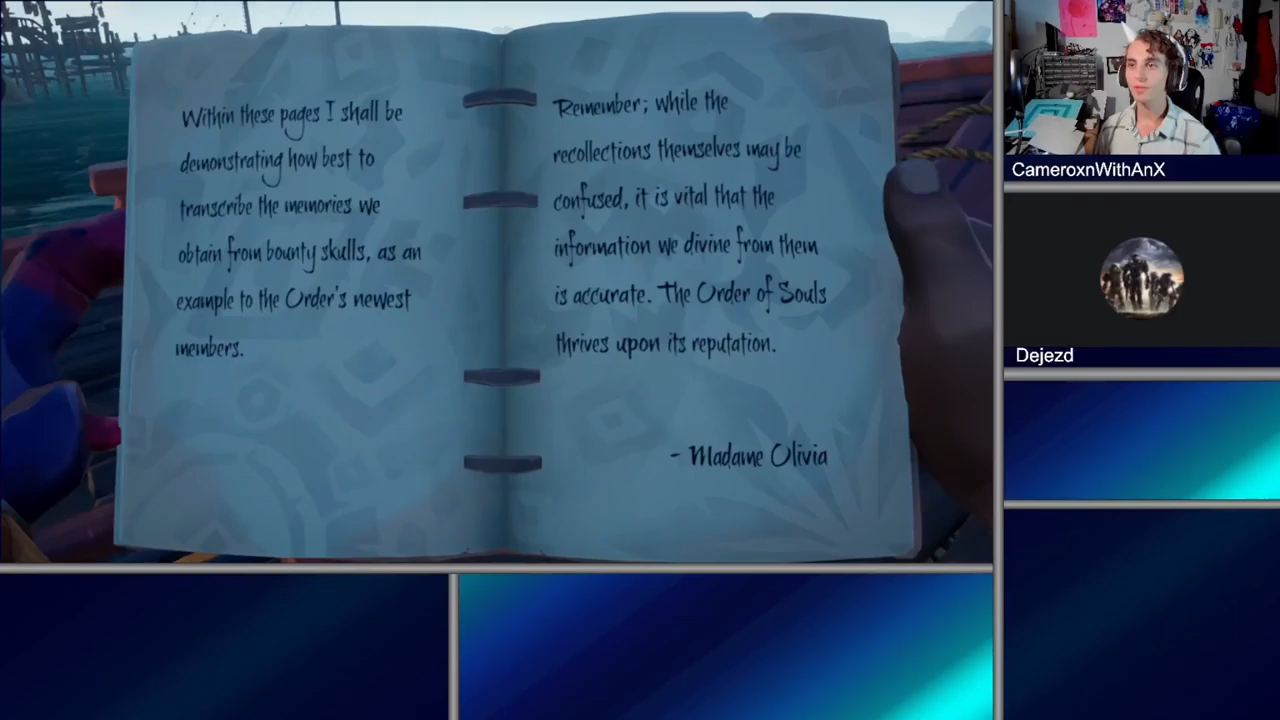 Within these pages I shall be
demonstrating how best to
transcribe the memories we
obtain from bounty skulls, as an
example to the Order's newest
members.
Remember; while the
recollections themselves may be
confused, it is vital that the
information we divine from them
is accurate. The Order of Souls
thrives upon its reputation.
- Madame Olivia
CameroxnWithAnX
Dejezd